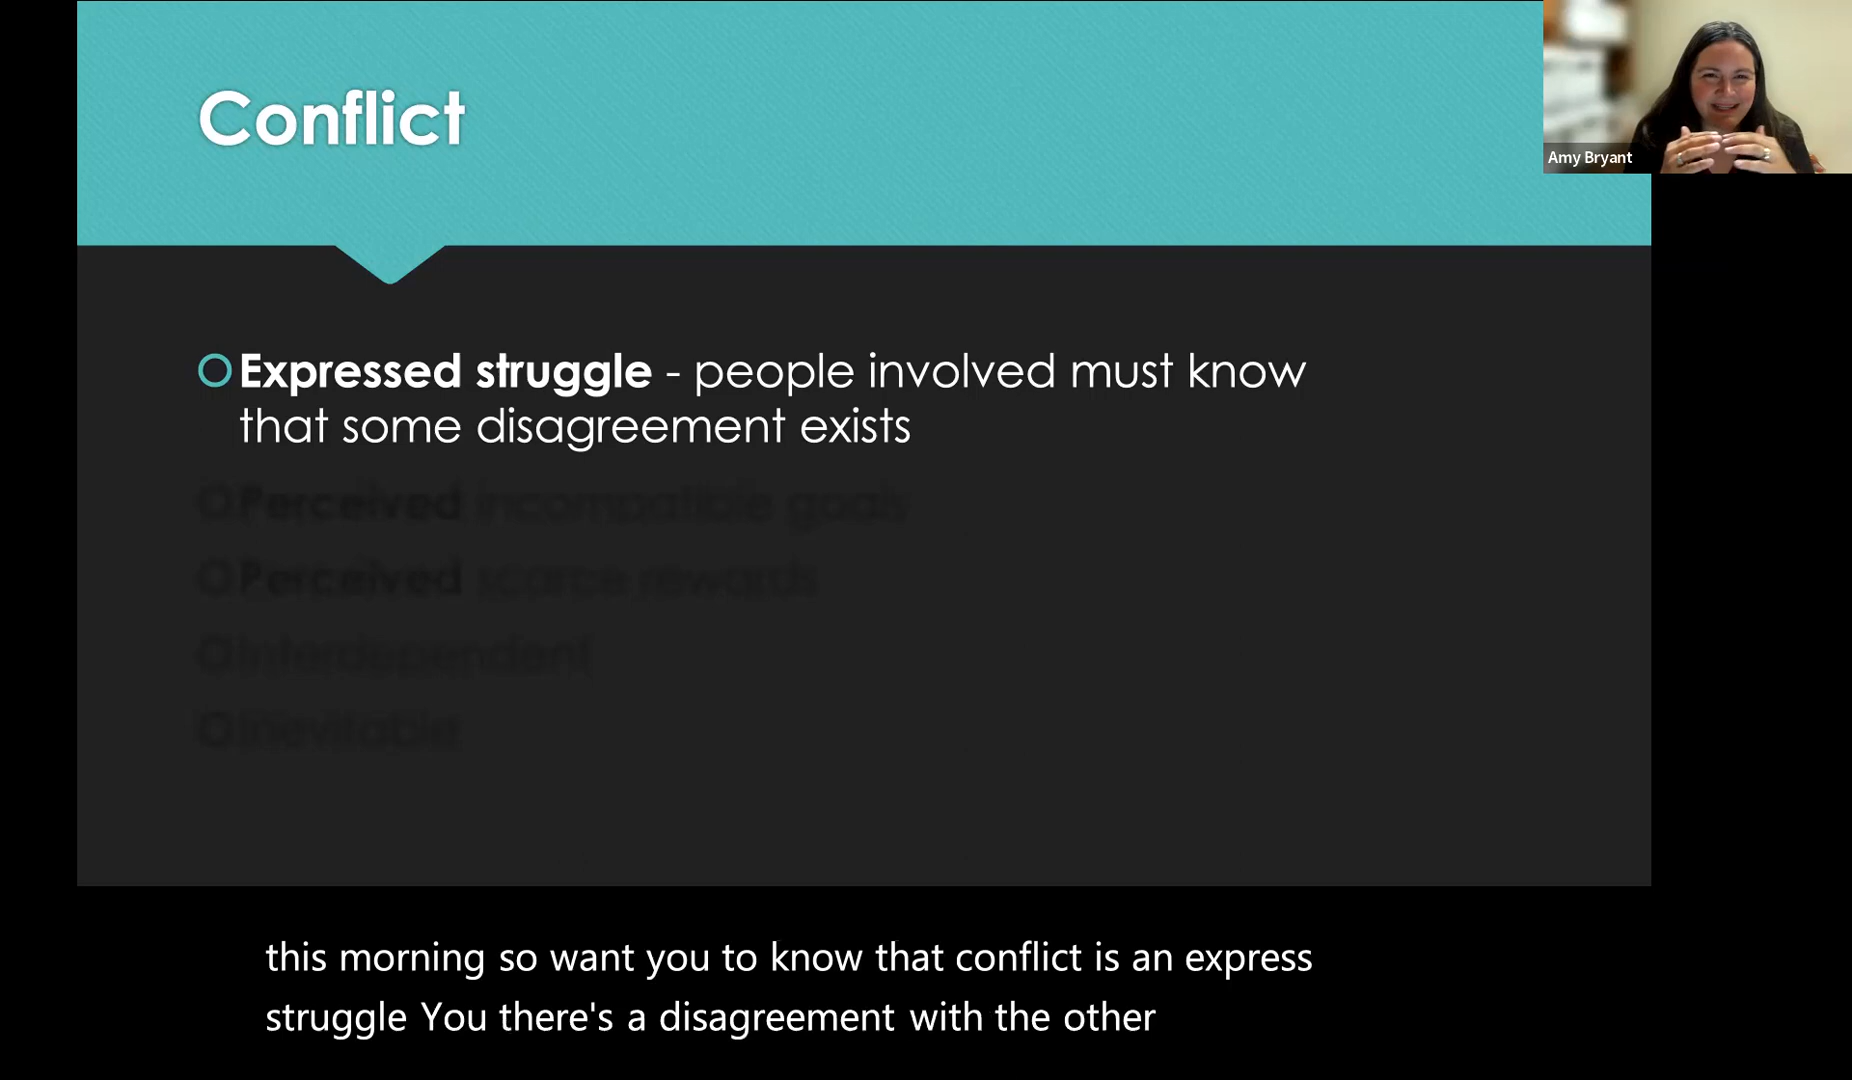 Conflict
Amy Bryant
Expressed struggle - people involved must know
that some disagreement exists
Perceived incompatible goals
Perceived scarce rewards
Interdependent
Inevitable
this morning so want you to know that conflict is an express
struggle You there's a disagreement with the other